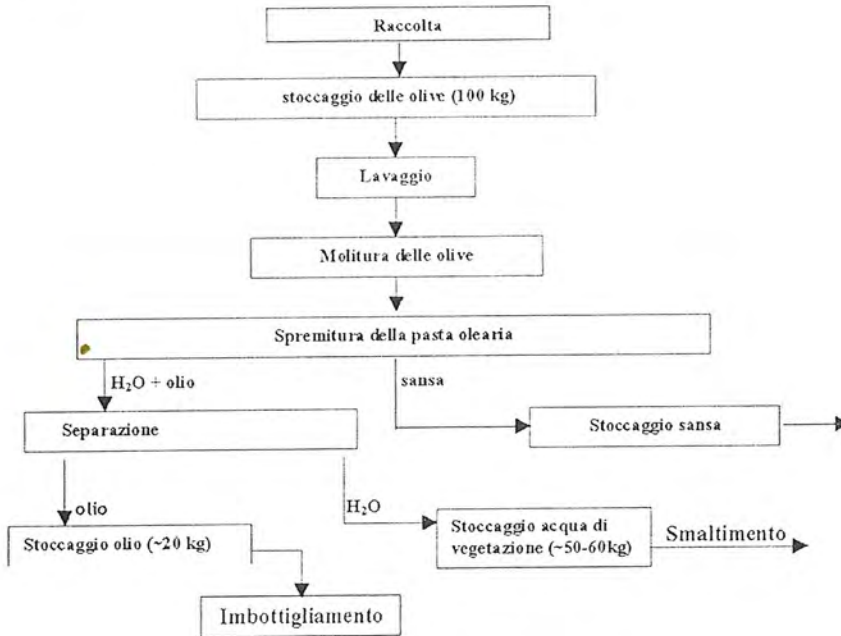 Raccolta
stoccaggio delle olive (100 kg)
Lavaggio
Molitura delle olive
Spremitura della pasta olearia
H₂O + olio
sansa
Separazione
Stoccaggio sansa
olio
H₂O
Stoccaggio olio (~20 kg)
Stoccaggio acqua di
vegetazione (~50-60kg)
Smaltimento
Imbottigliamento